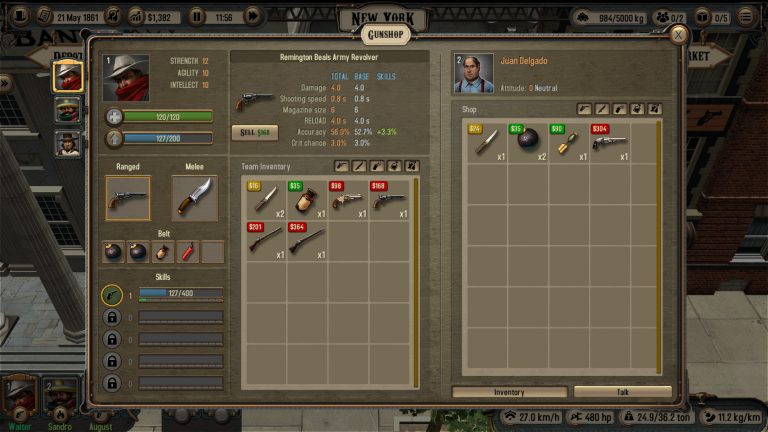 21 May 1861
$1,382
11:56
NEW YORK
984/5000 kg
0/2
0/5
GUNSHOP
X
BAN
DEPOT
MARKET
1
STRENGTH 12
AGILITY 10
INTELLECT 10
120/120
127/200
Remington Beals Army Revolver
TOTAL BASE SKILLS
Damage 4.0 4.0
Shooting speed 0.8 s 0.8 s
Magazine size 6 6
RELOAD 4.0 s 4.0 s
Accuracy 56.0% 52.7% +3.3%
Crit chance 3.0% 3.0%
SELL $168
2
Juan Delgado
Attitude: 0 Neutral
Ranged
Melee
Belt
Skills
1 127/400
0
0
0
0
Team Inventory
$16 $35 $98 $168
x2 x1 x1 x1
$201 $364
x1 x1
Shop
$24 $35 $90 $304
x1 x2 x1 x1
Inventory
Talk
1
2
Walter
Sandro
August
27.0 km/h
480 hp
24.9/36.2 ton
11.2 kg/km